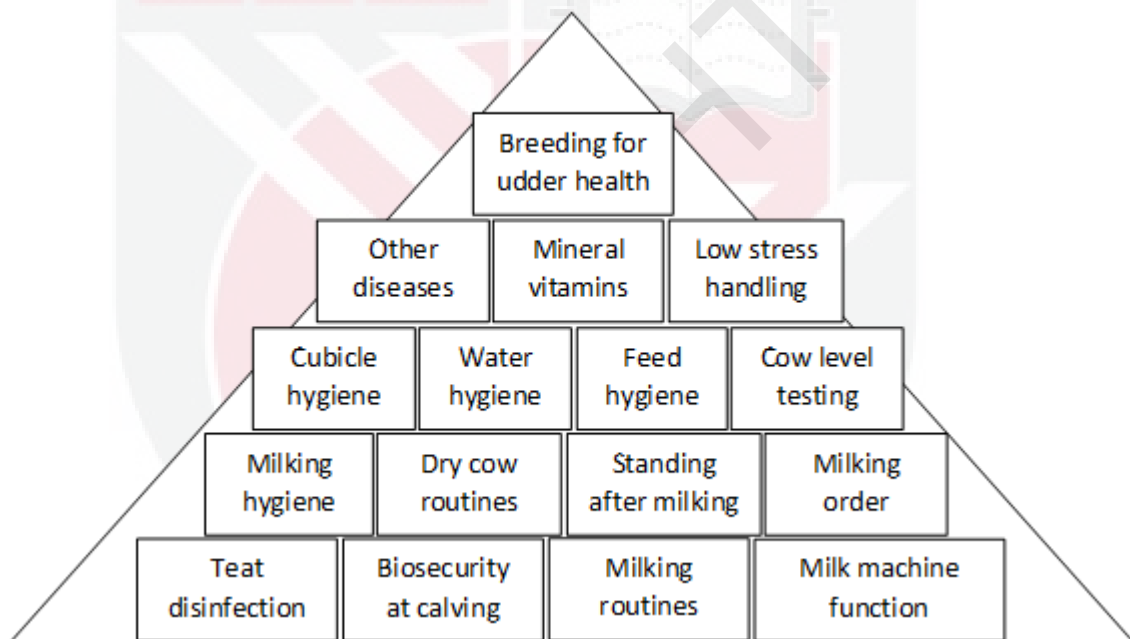 Breeding for
udder health
Other
diseases
Mineral
vitamins
Low stress
handling
Cubicle
hygiene
Water
hygiene
Feed
hygiene
Cow level
testing
Milking
hygiene
Dry cow
routines
Standing
after milking
Milking
order
Teat
disinfection
Biosecurity
at calving
Milking
routines
Milk machine
function